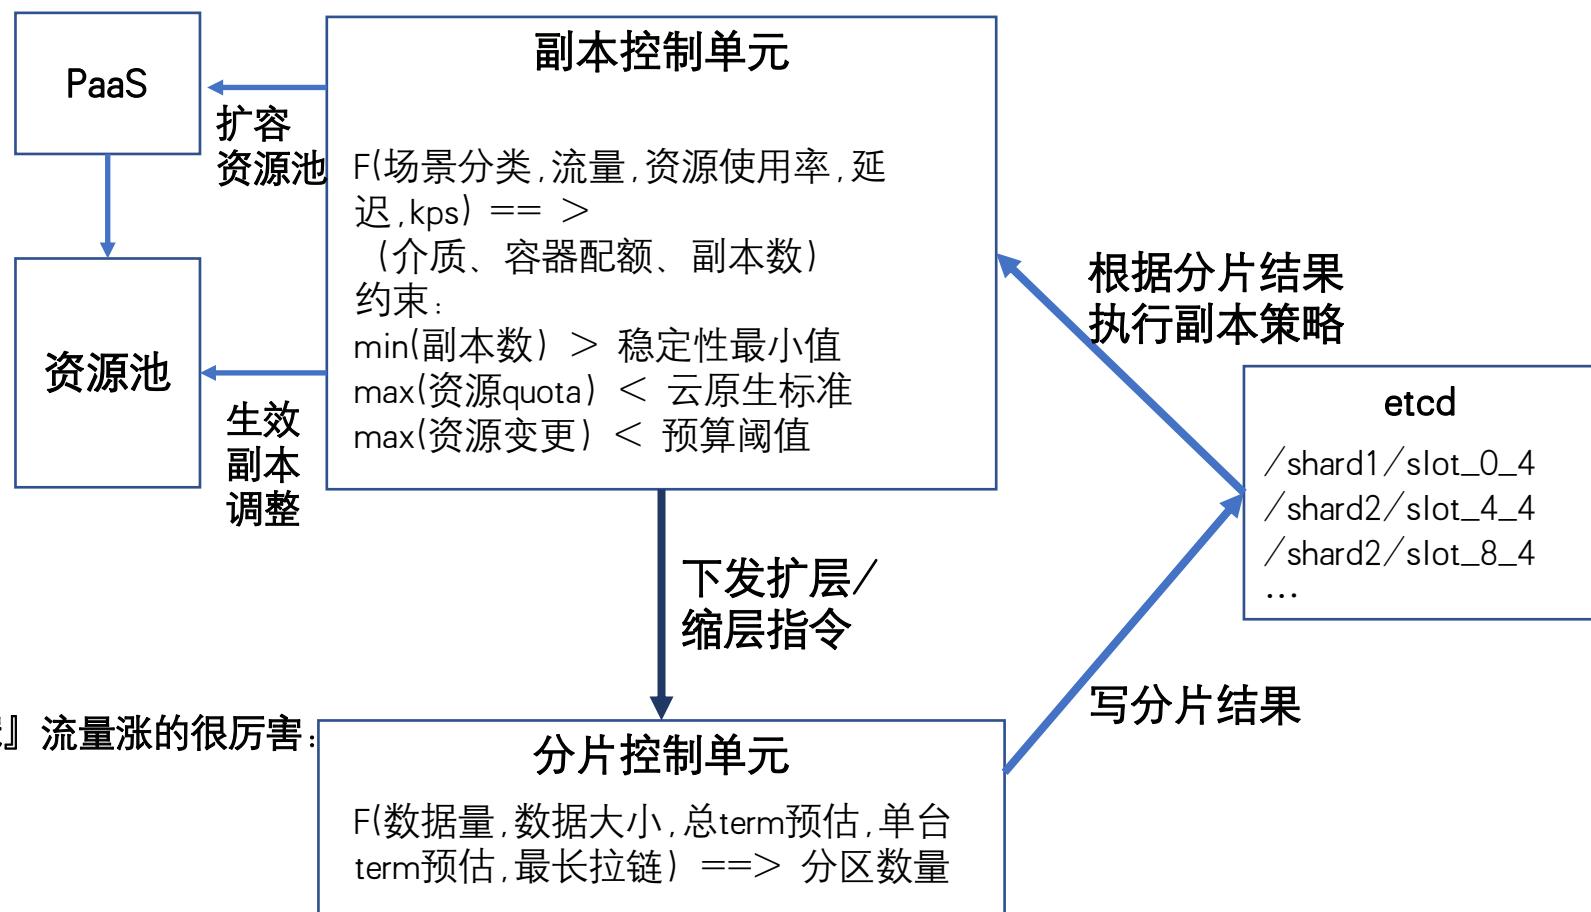 PaaS
扩容
资源池
资源池
生效
副本
调整
副本控制单元
F(场景分类,流量,资源使用率,延
迟,kps) == >
(介质、容器配额、副本数)
约束:
min(副本数) > 稳定性最小值
max(资源quota) < 云原生标准
max(资源变更) < 预算阈值
根据分片结果
执行副本策略
etcd
/shard1/slot_0_4
/shard2/slot_4_4
/shard2/slot_8_4
...
下发扩层/
缩层指令
写分片结果
』流量涨的很厉害:
分片控制单元
F(数据量,数据大小,总term预估,单台
term预估,最长拉链) ==> 分区数量